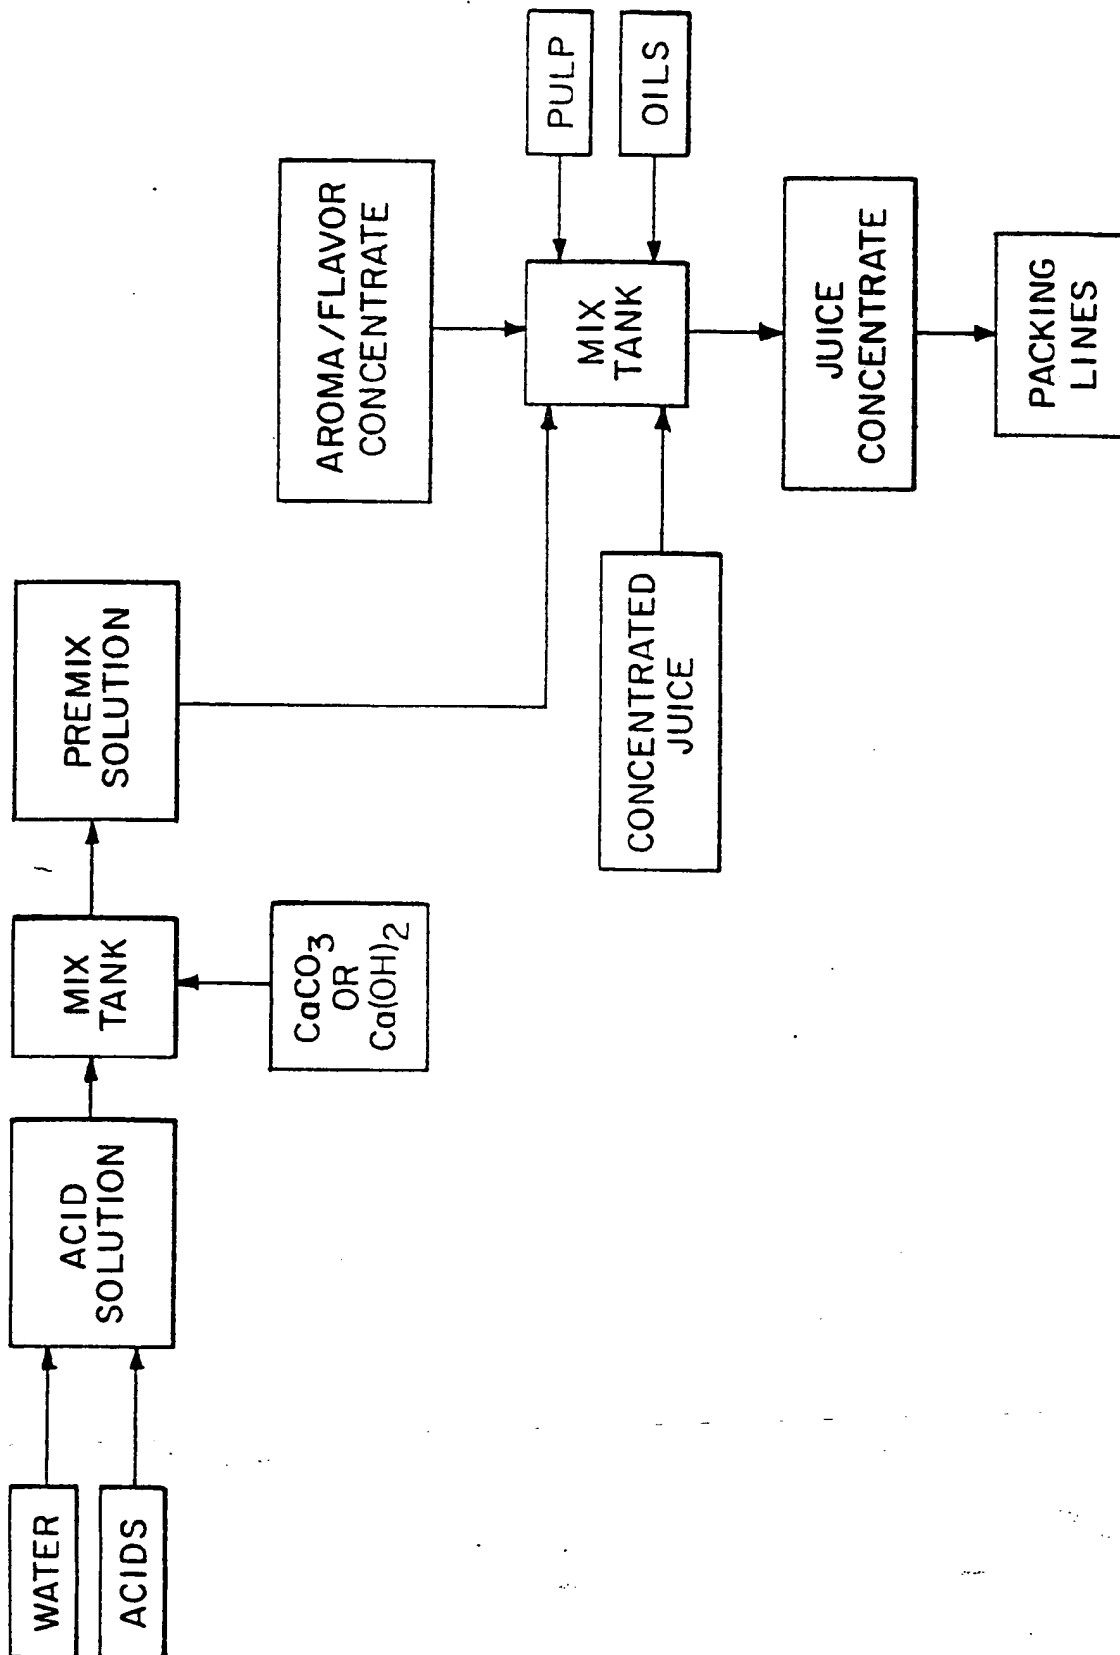 WATER
ACIDS
ACID
SOLUTION
MIX
TANK
CaCO3
OR
Ca(OH)2
PREMIX
SOLUTION
AROMA/FLAVOR
CONCENTRATE
PULP
OILS
MIX
TANK
CONCENTRATED
JUICE
JUICE
CONCENTRATE
PACKING
LINES